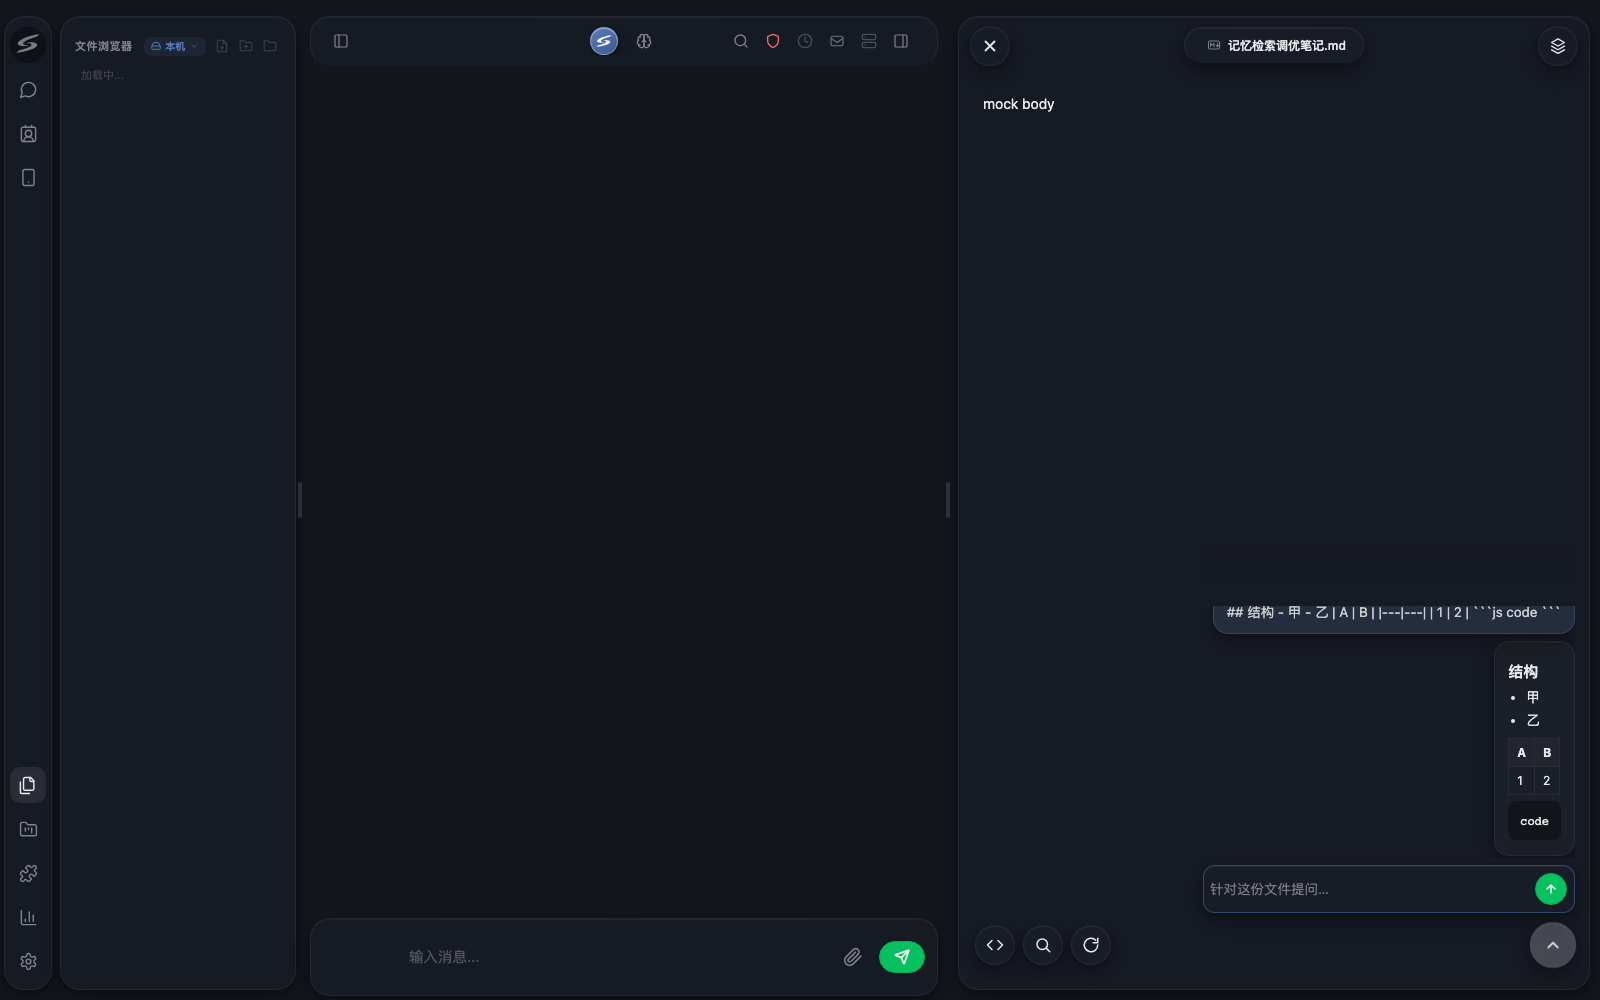 文件浏览器
本机
加载中...
记忆检索调优笔记.md
mock body
## 结构 - 甲 - 乙 | A | B | |---|---| | 1 | 2 | ```js code ```
结构
• 甲
• 乙
A B
1 2
code
针对这份文件提问...
输入消息...